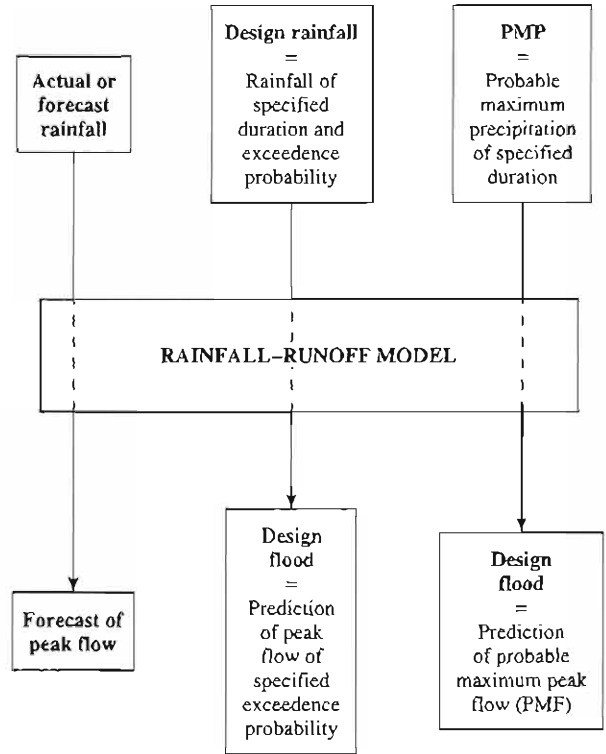 Actual or
forecast
rainfall
Design rainfall
=
Rainfall of
specified
duration and
exceedence
probability
PMP
=
Probable
maximum
precipitation
of specified
duration
RAINFALL–RUNOFF MODEL
Forecast of
peak flow
Design
flood
=
Prediction
of peak
flow of
specified
exceedence
probability
Design
flood
=
Prediction
of probable
maximum peak
flow (PMF)